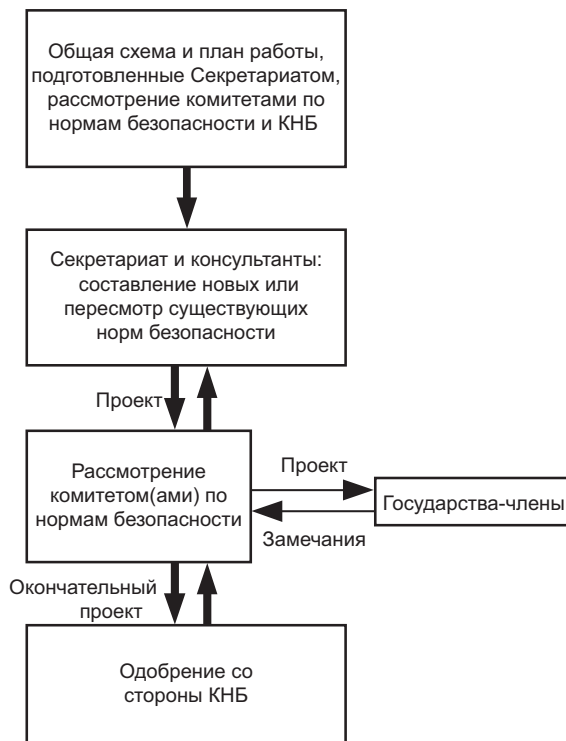 Общая схема и план работы,
подготовленные Секретариатом,
рассмотрение комитетами по
нормам безопасности и КНБ
Секретариат и консультанты:
составление новых или
пересмотр существующих
норм безопасности
Проект
Рассмотрение
комитетом(ами) по
нормам безопасности
Проект
Государства-члены
Замечания
Окончательный
проект
Одобрение со
стороны КНБ